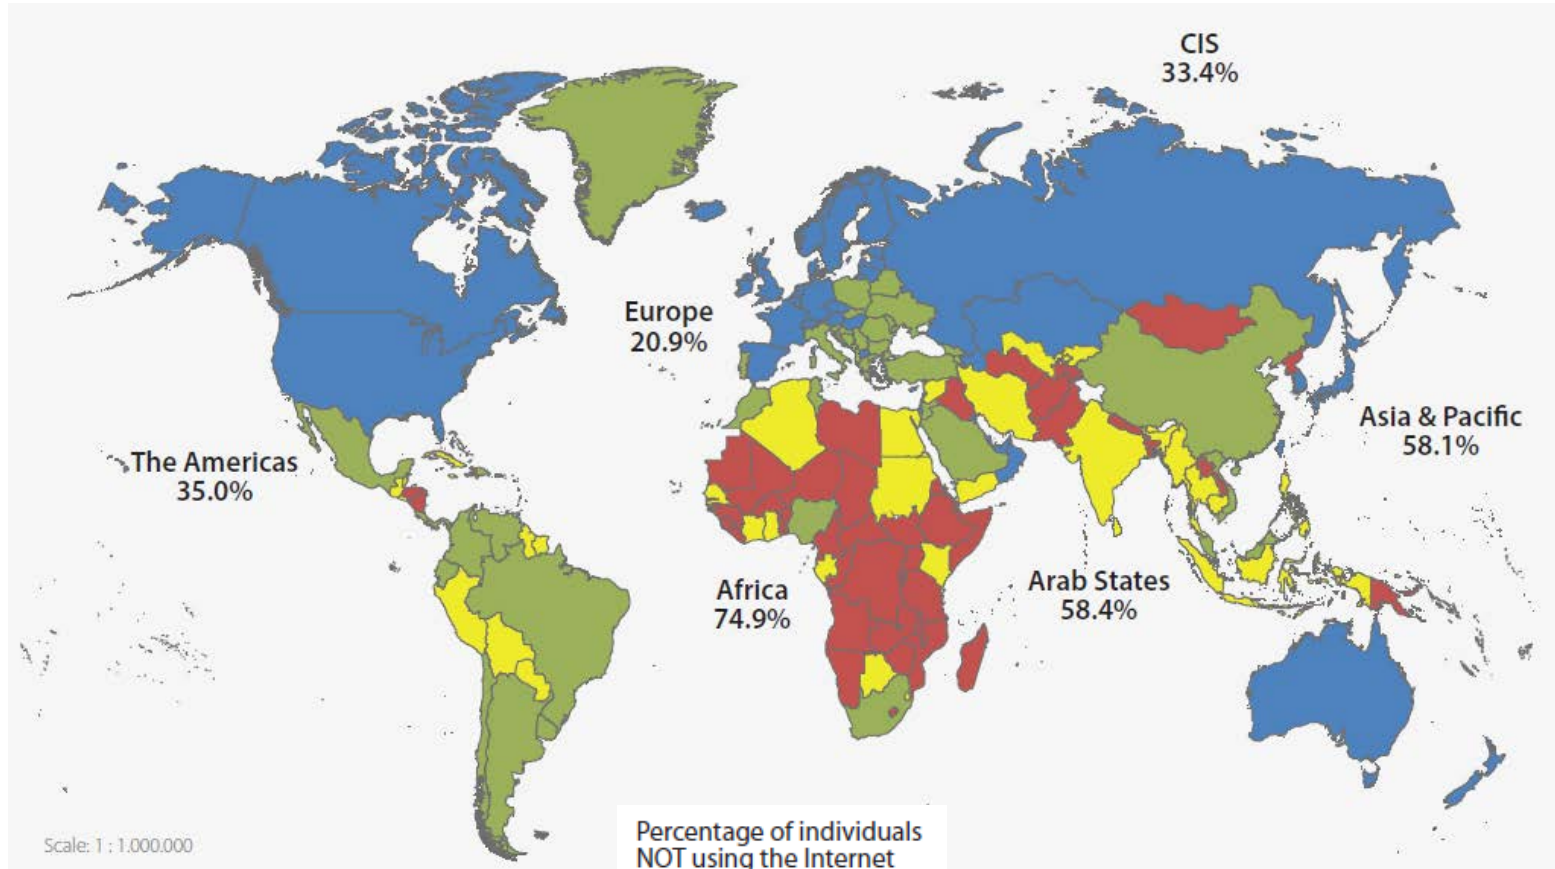 CIS
33.4%
Europe
20.9%
Asia & Pacific
58.1%
The Americas
35.0%
Africa
74.9%
Arab States
58.4%
Scale: 1 : 1.000.000
Percentage of individuals
NOT using the Internet